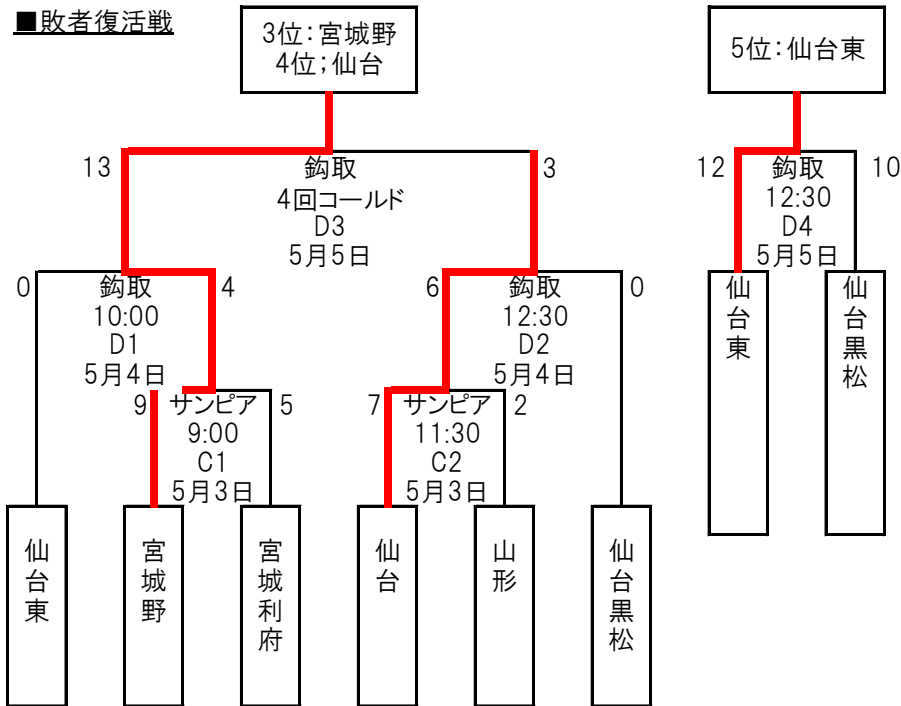 ■敗者復活戦
3位：宮城野
4位；仙台
5位：仙台東
13
鈎取
3
4回コールド
D3
5月5日
12
鈎取
10
12:30
D4
5月5日
0
鈎取
4
10:00
D1
5月4日
6
鈎取
0
12:30
D2
5月4日
仙台東
仙台黒松
9
サンピア
5
9:00
C1
5月3日
7
サンピア
2
11:30
C2
5月3日
仙台東
宮城野
宮城利府
仙台
山形
仙台黒松